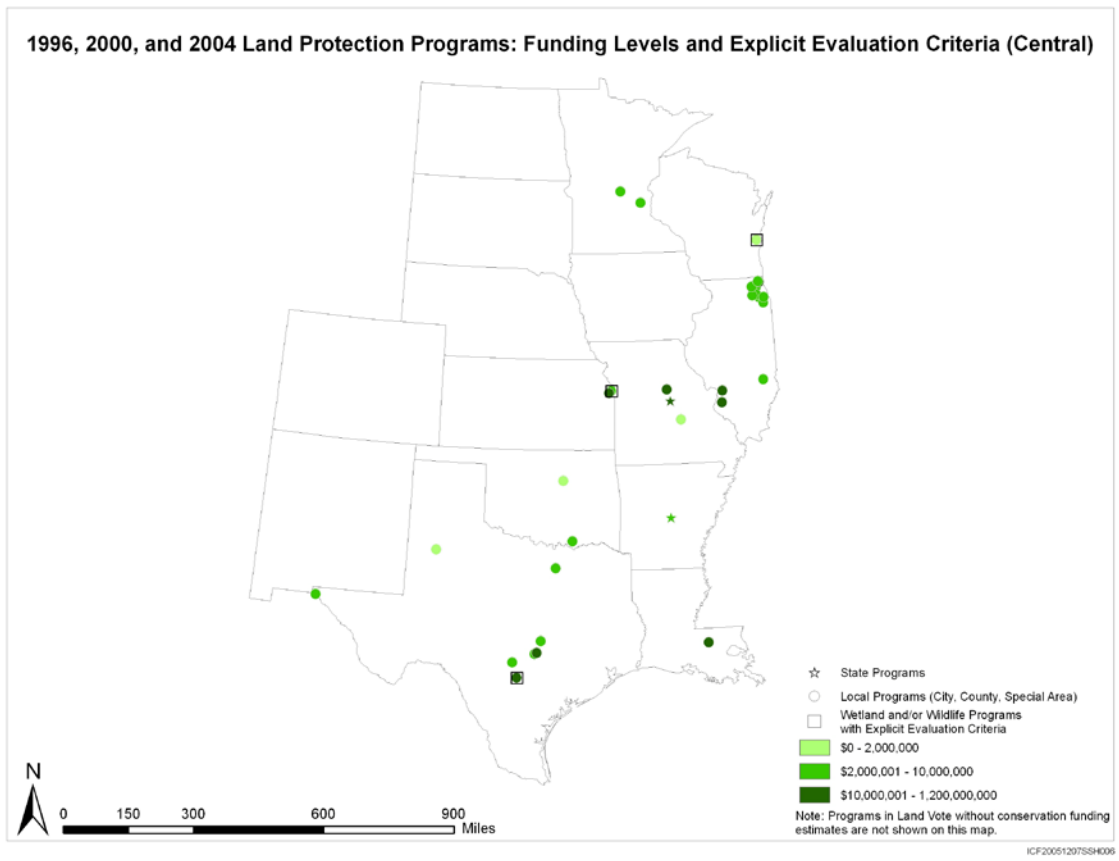 1996, 2000, and 2004 Land Protection Programs: Funding Levels and Explicit Evaluation Criteria (Central)
State Programs
Local Programs (City, County, Special Area)
Wetland and/or Wildlife Programs
with Explicit Evaluation Criteria
$0 - 2,000,000
$2,000,001 - 10,000,000
$10,000,001 - 1,200,000,000
Note: Programs in Land Vote without conservation funding
estimates are not shown on this map.
N
0 150 300 600 900
Miles
ICF20051207SSH006